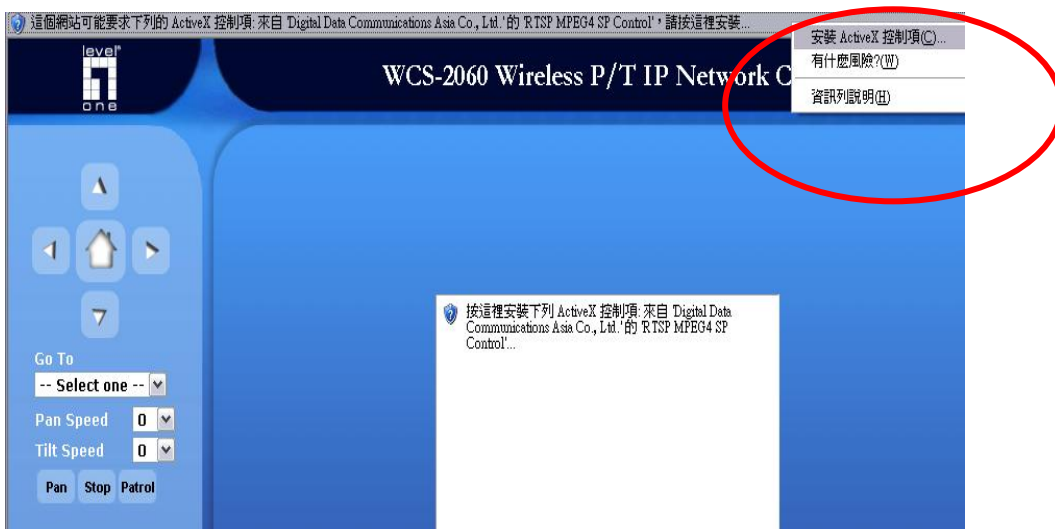 這個網站可能要求下列的 ActiveX 控制項: 來自 'Digital Data Communications Asia Co., Ltd.' 的 'RTSP MPEG4 SP Control'，請按這裡安裝...
安裝 ActiveX 控制項(C)...
有什麼風險?(W)
資訊列說明(H)
level
one
WCS-2060 Wireless P/T IP Network C
按這裡安裝下列 ActiveX 控制項: 來自 'Digital Data
Communications Asia Co., Ltd.' 的 'RTSP MPEG4 SP
Control'...
Go To
-- Select one --
Pan Speed 0
Tilt Speed 0
Pan Stop Patrol